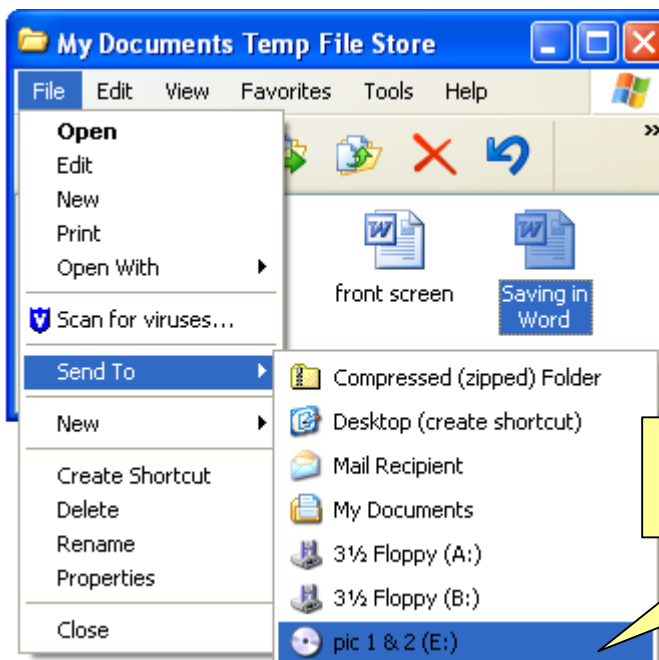 My Documents Temp File Store
File Edit View Favorites Tools Help
»
Open
Edit
New
Print
Open With
Scan for viruses...
Send To
New
Create Shortcut
Delete
Rename
Properties
Close
front screen
Saving in
Word
Compressed (zipped) Folder
Desktop (create shortcut)
Mail Recipient
My Documents
3½ Floppy (A:)
3½ Floppy (B:)
pic 1 & 2 (E:)